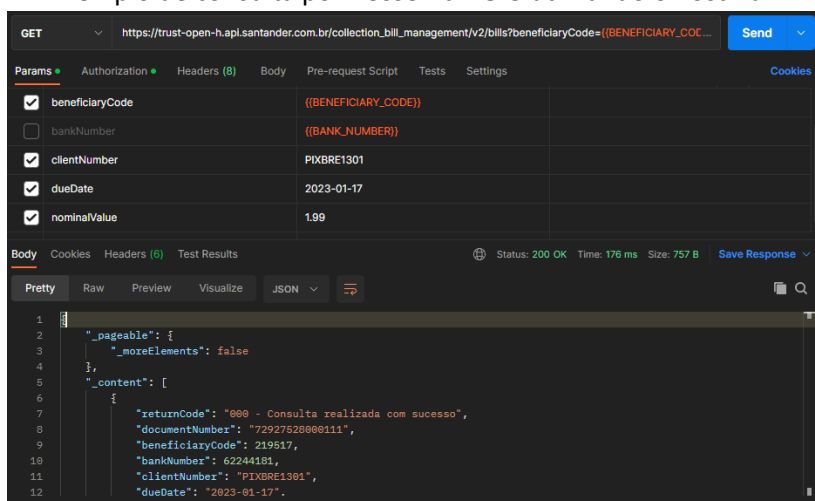 GET https://trust-open-h.api.santander.com.br/collection_bill_management/v2/bills?beneficiaryCode={{BENEFICIARY_COD... Send
Params Authorization Headers (8) Body Pre-request Script Tests Settings Cookies
beneficiaryCode {{BENEFICIARY_CODE}}
bankNumber {{BANK_NUMBER}}
clientNumber PIXBRE1301
dueDate 2023-01-17
nominalValue 1.99
Body Cookies Headers (6) Test Results Status: 200 OK Time: 176 ms Size: 757 B Save Response
Pretty Raw Preview Visualize JSON
1 {
2 "_pageable": {
3 "_moreElements": false
4 },
5 "_content": [
6 {
7 "returnCode": "000 - Consulta realizada com sucesso",
8 "documentNumber": "72927528000111",
9 "beneficiaryCode": 219517,
10 "bankNumber": 62244181,
11 "clientNumber": "PIXBRE1301",
12 "dueDate": "2023-01-17",